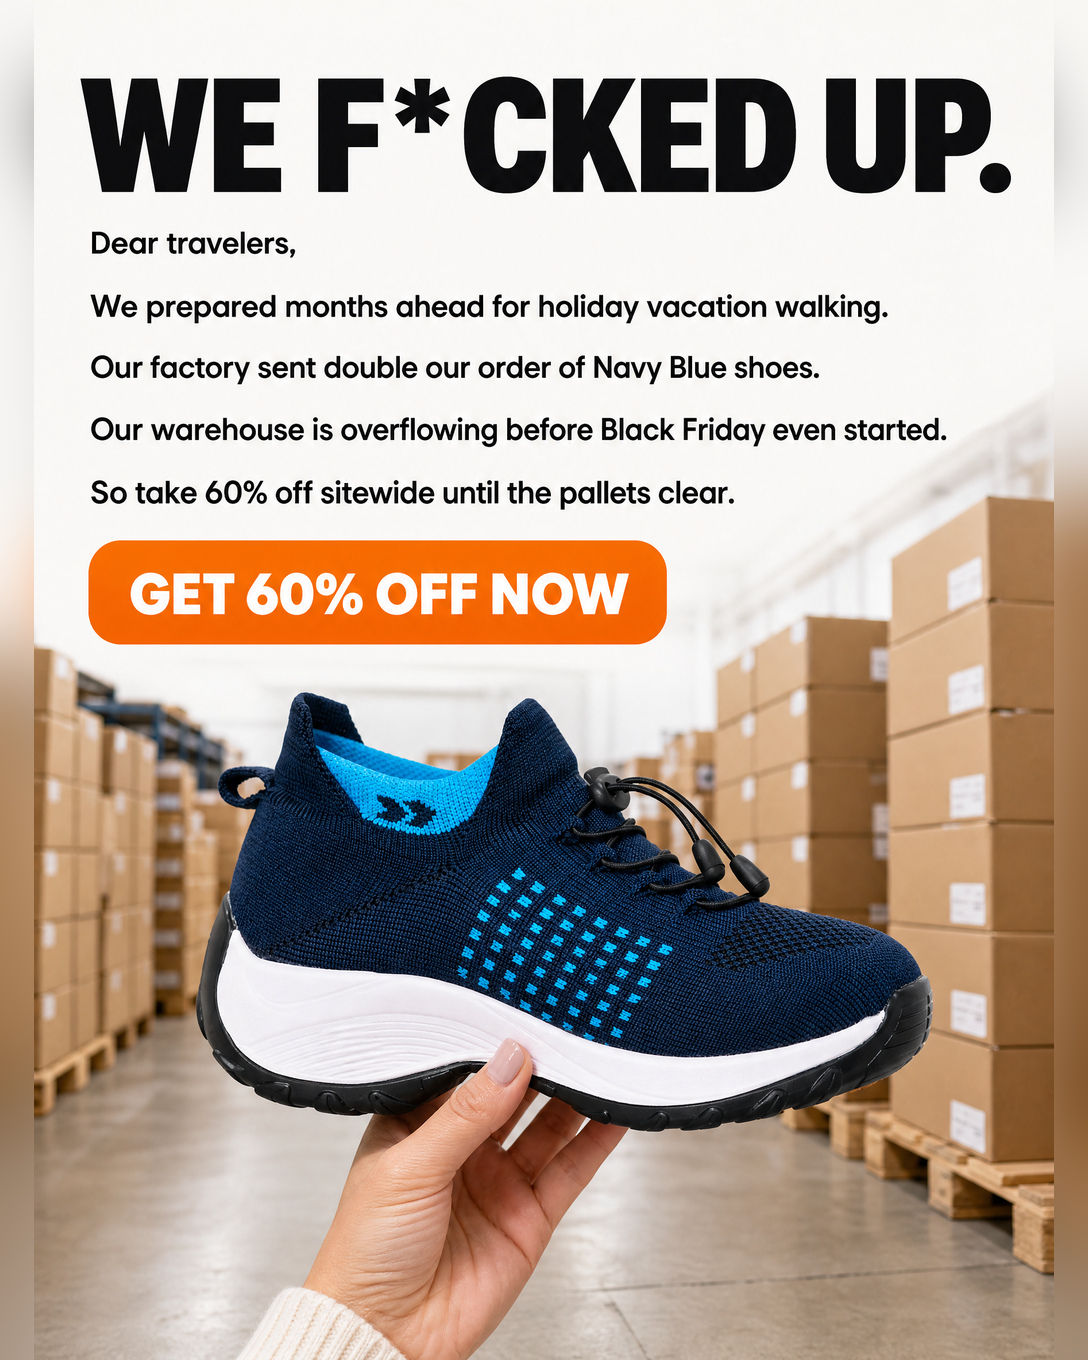 WE F*CKED UP.
Dear travelers,
We prepared months ahead for holiday vacation walking.
Our factory sent double our order of Navy Blue shoes.
Our warehouse is overflowing before Black Friday even started.
So take 60% off sitewide until the pallets clear.
GET 60% OFF NOW